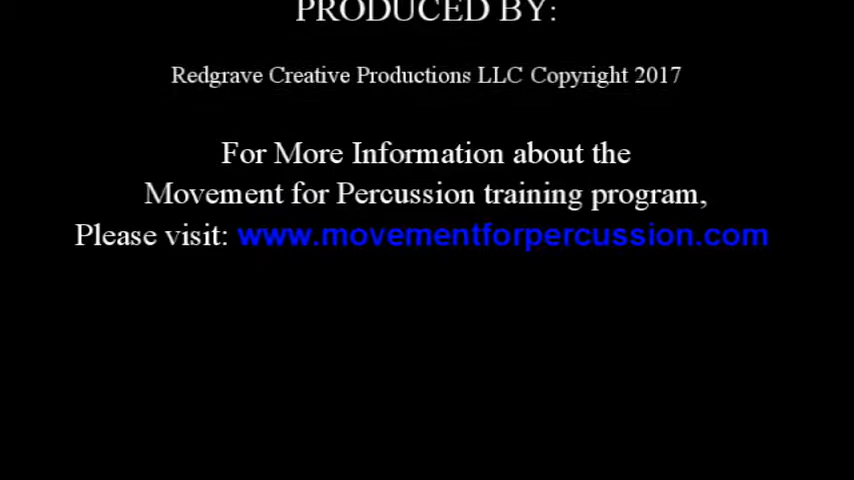 PRODUCED BY:
Redgrave Creative Productions LLC Copyright 2017
For More Information about the
Movement for Percussion training program,
Please visit: www.movementforpercussion.com